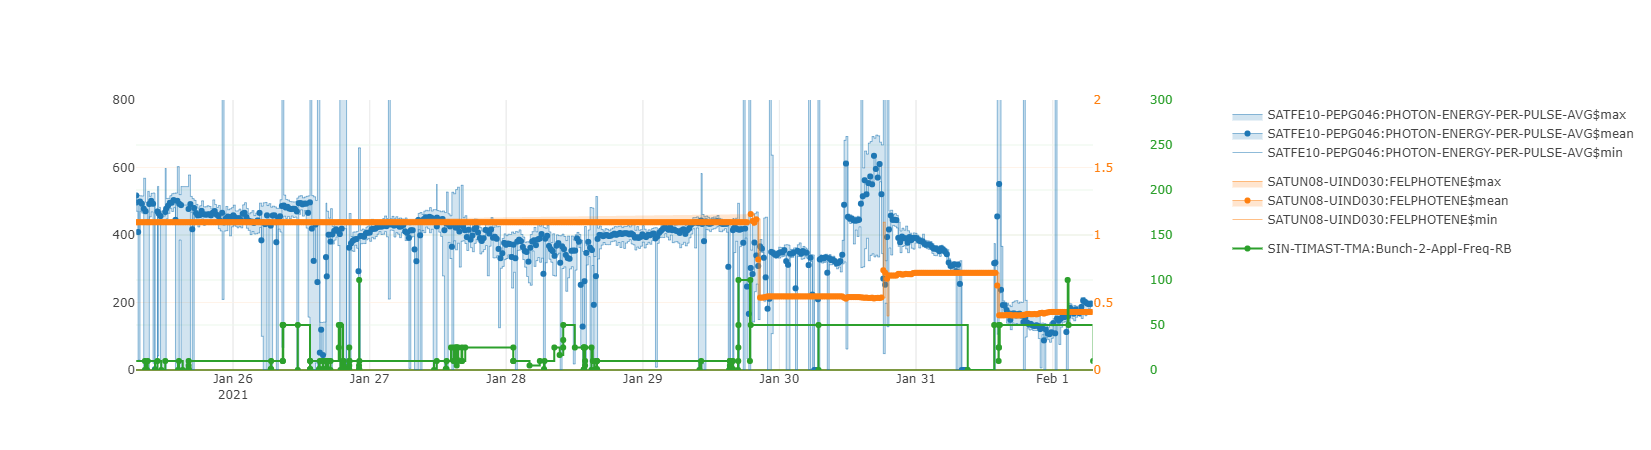 800
600
400
200
0
2
1.5
1
0.5
0
300
250
200
150
100
50
0
Jan 26
2021
Jan 27
Jan 28
Jan 29
Jan 30
Jan 31
Feb 1
SATFE10-PEPG046:PHOTON-ENERGY-PER-PULSE-AVG$max
SATFE10-PEPG046:PHOTON-ENERGY-PER-PULSE-AVG$mean
SATFE10-PEPG046:PHOTON-ENERGY-PER-PULSE-AVG$min
SATUN08-UIND030:FELPHOTENE$max
SATUN08-UIND030:FELPHOTENE$mean
SATUN08-UIND030:FELPHOTENE$min
SIN-TIMAST-TMA:Bunch-2-Appl-Freq-RB